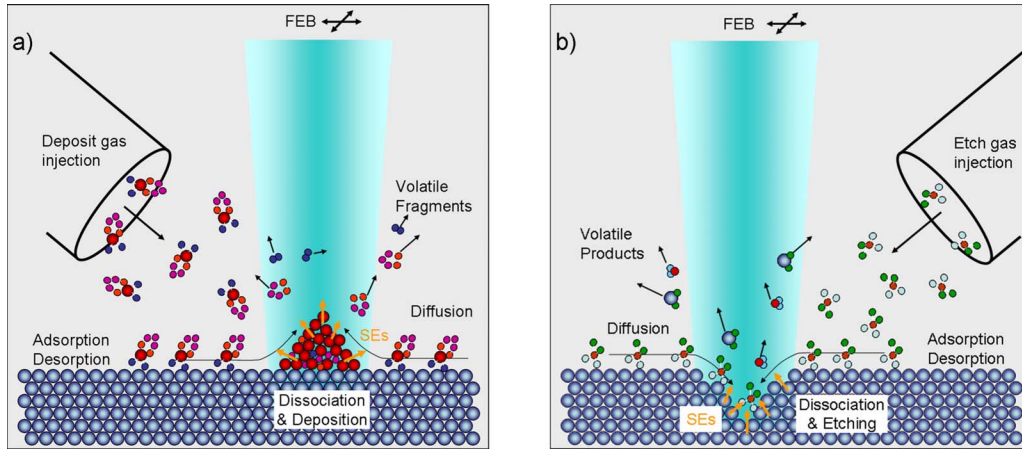 a)
FEB
Deposit gas
injection
Volatile
Fragments
Diffusion
Adsorption
Desorption
SEs
Dissociation
& Deposition
b)
FEB
Etch gas
injection
Volatile
Products
Diffusion
Adsorption
Desorption
SEs
Dissociation
& Etching